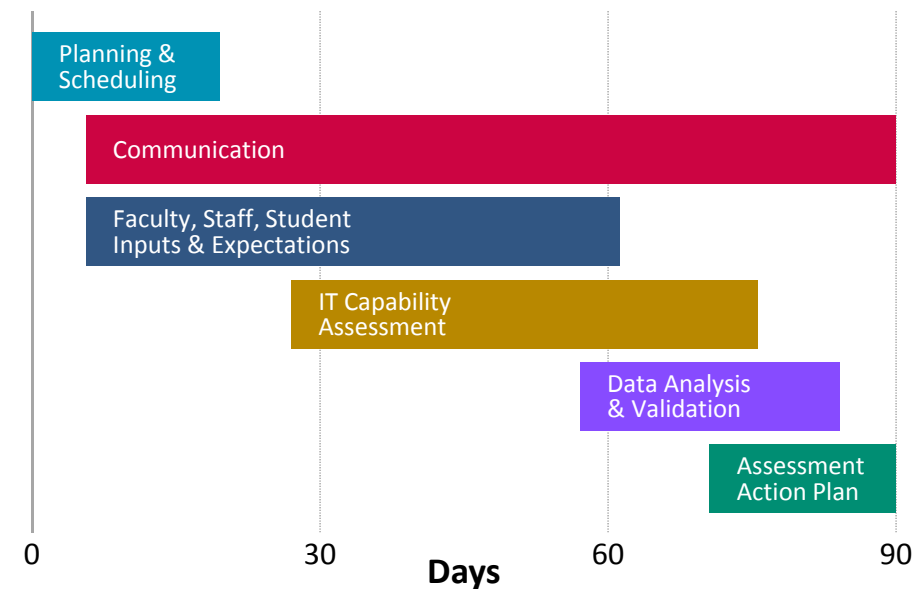 Planning &
Scheduling
Communication
Faculty, Staff, Student
Inputs & Expectations
IT Capability
Assessment
Data Analysis
& Validation
Assessment
Action Plan
0 30 60 90
Days